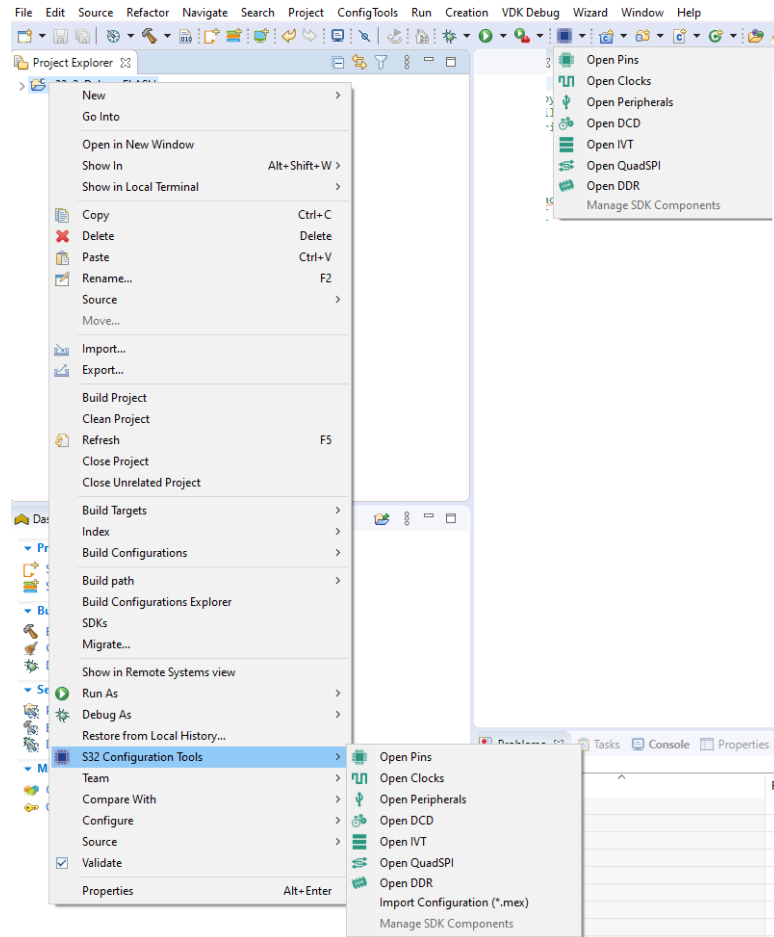 File Edit Source Refactor Navigate Search Project ConfigTools Run Creation VDK Debug Wizard Window Help
Project Explorer
Open Pins
Open Clocks
Open Peripherals
Open DCD
Open IVT
Open QuadSPI
Open DDR
Manage SDK Components
New
Go Into
Open in New Window
Show In Alt+Shift+W >
Show in Local Terminal
Copy Ctrl+C
Delete Delete
Paste Ctrl+V
Rename... F2
Source
Move...
Import...
Export...
Build Project
Clean Project
Refresh F5
Close Project
Close Unrelated Project
Build Targets
Index
Build Configurations
Build path
Build Configurations Explorer
SDKs
Migrate...
Show in Remote Systems view
Run As
Debug As
Restore from Local History...
S32 Configuration Tools
Team
Compare With
Configure
Source
Validate
Properties Alt+Enter
Tasks Console Properties
Open Pins
Open Clocks
Open Peripherals
Open DCD
Open IVT
Open QuadSPI
Open DDR
Import Configuration (*.mex)
Manage SDK Components